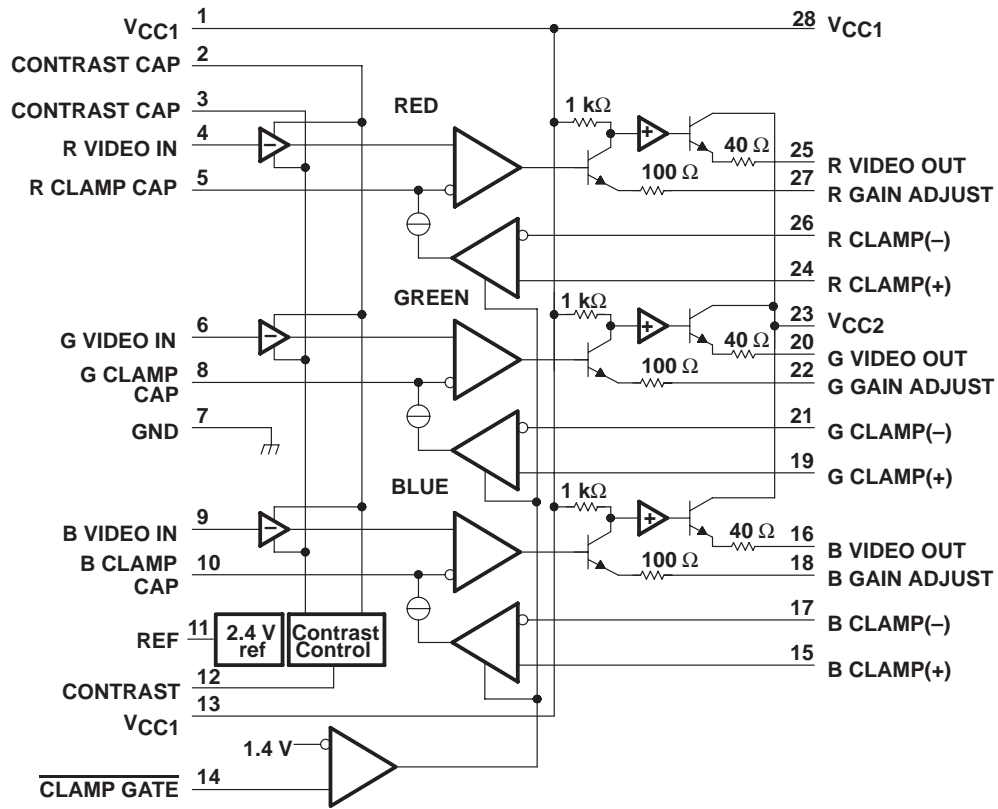 VCC1 1 28 VCC1
CONTRAST CAP 2
CONTRAST CAP 3
RED
1 kΩ
+
40 Ω
R VIDEO IN 4
−
25 R VIDEO OUT
R CLAMP CAP 5
100 Ω
27 R GAIN ADJUST
26 R CLAMP(–)
24 R CLAMP(+)
GREEN
1 kΩ
+
23 VCC2
G VIDEO IN 6
−
40 Ω
20 G VIDEO OUT
G CLAMP CAP 8
100 Ω
22 G GAIN ADJUST
GND 7
21 G CLAMP(–)
19 G CLAMP(+)
BLUE
1 kΩ
+
B VIDEO IN 9
−
40 Ω
16 B VIDEO OUT
B CLAMP CAP 10
100 Ω
18 B GAIN ADJUST
17 B CLAMP(–)
REF 11
2.4 V ref
Contrast Control
15 B CLAMP(+)
CONTRAST 12
VCC1 13
1.4 V
CLAMP GATE 14